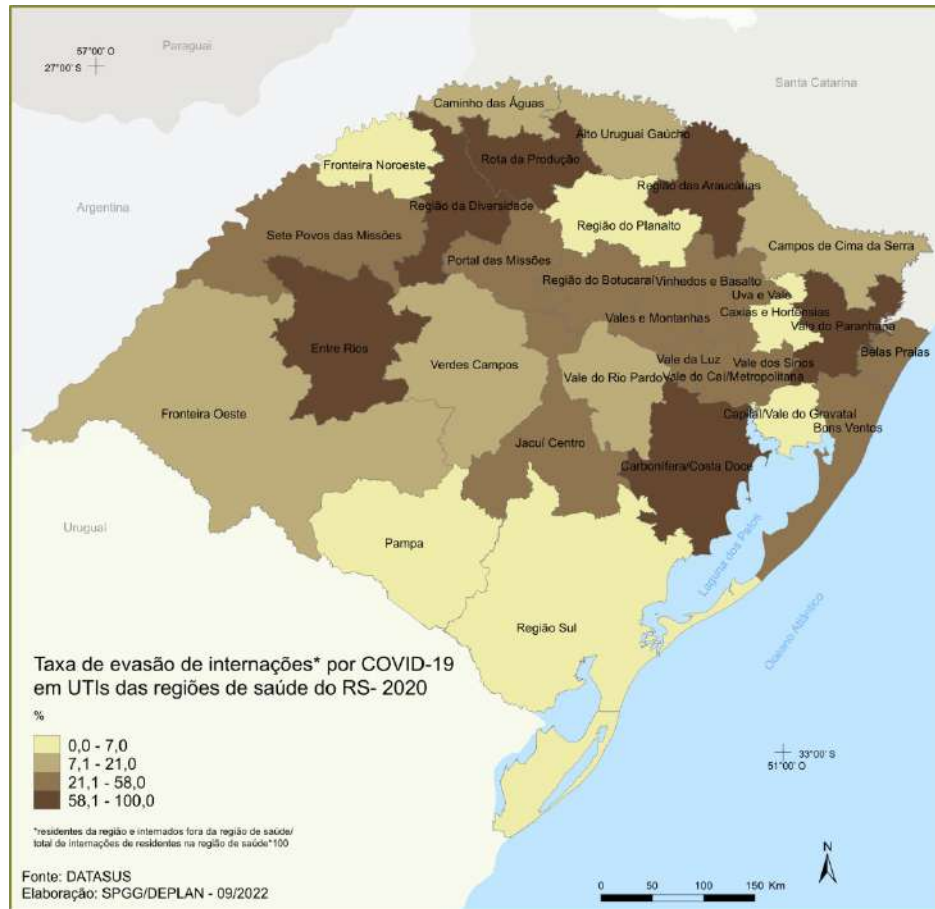 Paraguai
57°00' O
27°00' S
Santa Catarina
Caminho das Águas
Alto Uruguai Gaúcho
Fronteira Noroeste
Rota da Produção
Região das Araucárias
Argentina
Região da Diversidade
Região do Planalto
Sete Povos das Missões
Campos de Cima da Serra
Portal das Missões
Região do Botucaraí
Vinhedos e Basalto
Uva e Vale
Caxias e Hortênsias
Vales e Montanhas
Vale do Paranhana
Entre Rios
Belas Praias
Verdes Campos
Vale da Luz
Vale dos Sinos
Vale do Rio Pardo
Vale do Caí/Metropolitana
Fronteira Oeste
Capital/Vale do Gravataí
Bons Ventos
Jacuí Centro
Carbonífera/Costa Doce
Uruguai
Pampa
Laguna dos Patos
Região Sul
Oceano Atlântico
Taxa de evasão de internações* por COVID-19
em UTIs das regiões de saúde do RS- 2020
%
0,0 - 7,0
7,1 - 21,0
21,1 - 58,0
58,1 - 100,0
33°00' S
51°00' O
*residentes da região e internados fora da região de saúde/
total de internações de residentes na região de saúde*100
Fonte: DATASUS
Elaboração: SPGG/DEPLAN - 09/2022
N
0 50 100 150 Km